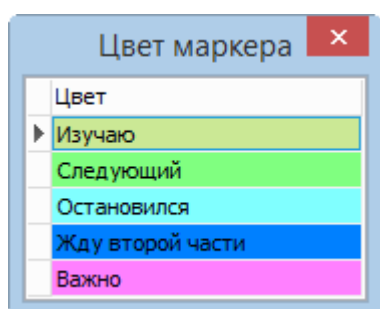 Цвет маркера
Цвет
Изучаю
Следующий
Остановился
Жду второй части
Важно